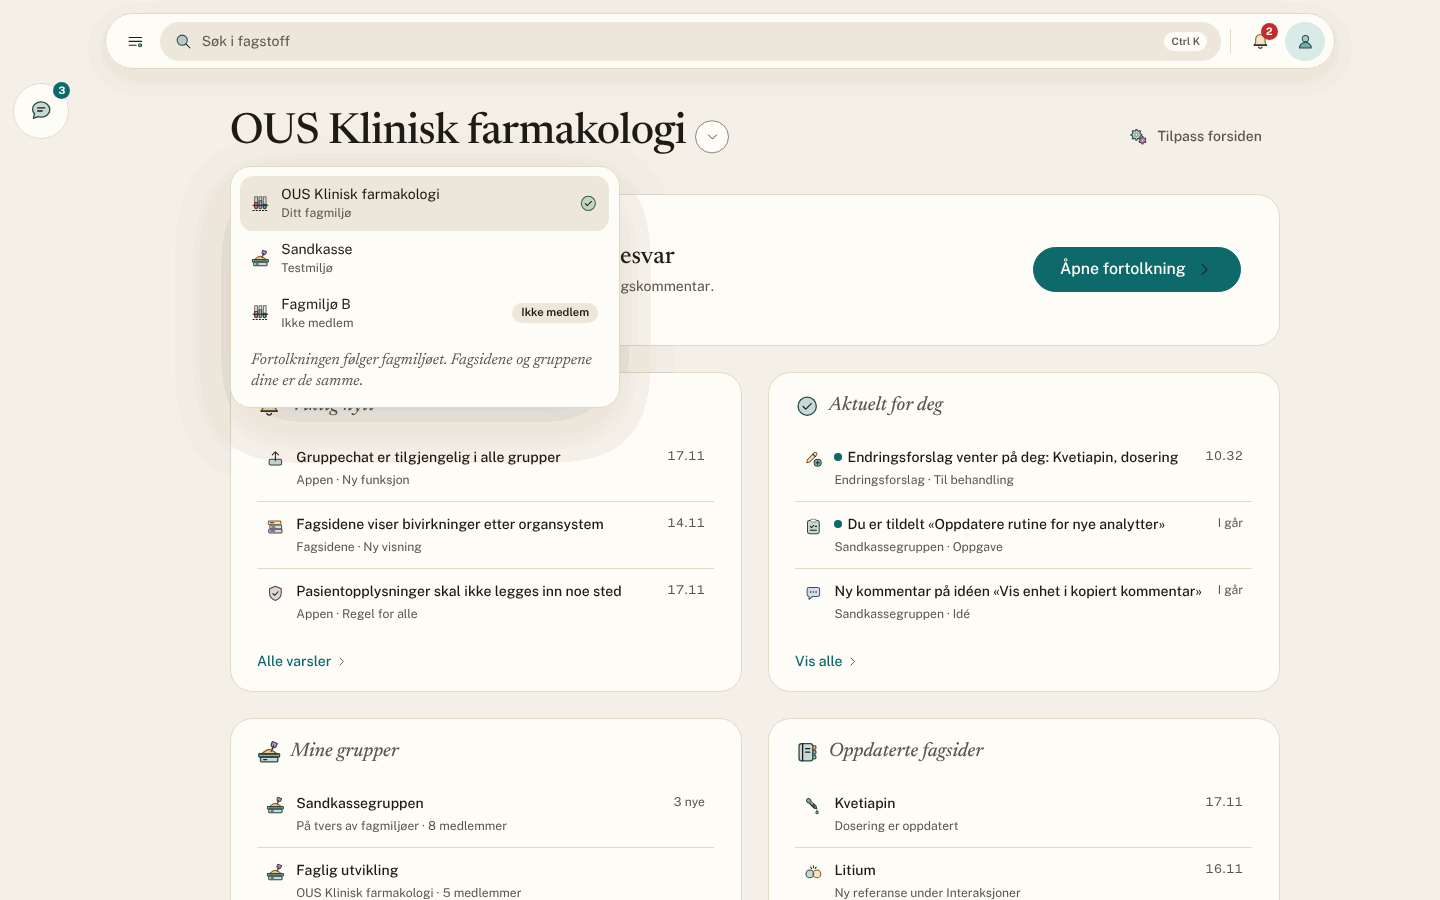 Søk i fagstoff
Ctrl K
2
3
OUS Klinisk farmakologi
Tilpass forsiden
OUS Klinisk farmakologi
Ditt fagmiljø
Sandkasse
Testmiljø
Fagmiljø B
Ikke medlem
Ikke medlem
Fortolkningen følger fagmiljøet. Fagsidene og gruppene
dine er de samme.
esvar
gskommentar.
Åpne fortolkning
Gruppechat er tilgjengelig i alle grupper
17.11
Appen · Ny funksjon
Fagsidene viser bivirkninger etter organsystem
14.11
Fagsidene · Ny visning
Pasientopplysninger skal ikke legges inn noe sted
17.11
Appen · Regel for alle
Alle varsler
Aktuelt for deg
Endringsforslag venter på deg: Kvetiapin, dosering
10.32
Endringsforslag · Til behandling
Du er tildelt «Oppdatere rutine for nye analytter»
I går
Sandkassegruppen · Oppgave
Ny kommentar på idéen «Vis enhet i kopiert kommentar»
I går
Sandkassegruppen · Idé
Vis alle
Mine grupper
Sandkassegruppen
3 nye
På tvers av fagmiljøer · 8 medlemmer
Faglig utvikling
OUS Klinisk farmakologi · 5 medlemmer
Oppdaterte fagsider
Kvetiapin
17.11
Dosering er oppdatert
Litium
16.11
Ny referanse under Interaksjoner